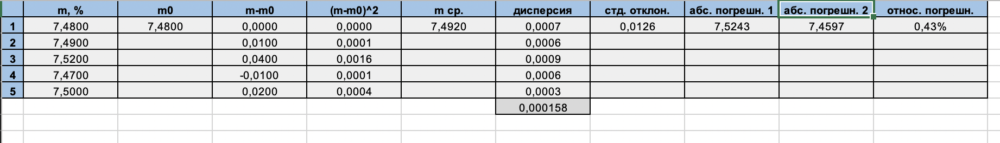 m, % m0 m-m0 (m-m0)^2 m ср. дисперсия стд. отклон. абс. погрешн. 1 абс. погрешн. 2 относ. погрешн.
1 7,4800 7,4800 0,0000 0,0000 7,4920 0,0007 0,0126 7,5243 7,4597 0,43%
2 7,4900 0,0100 0,0001 0,0006
3 7,5200 0,0400 0,0016 0,0009
4 7,4700 -0,0100 0,0001 0,0006
5 7,5000 0,0200 0,0004 0,0003
0,000158